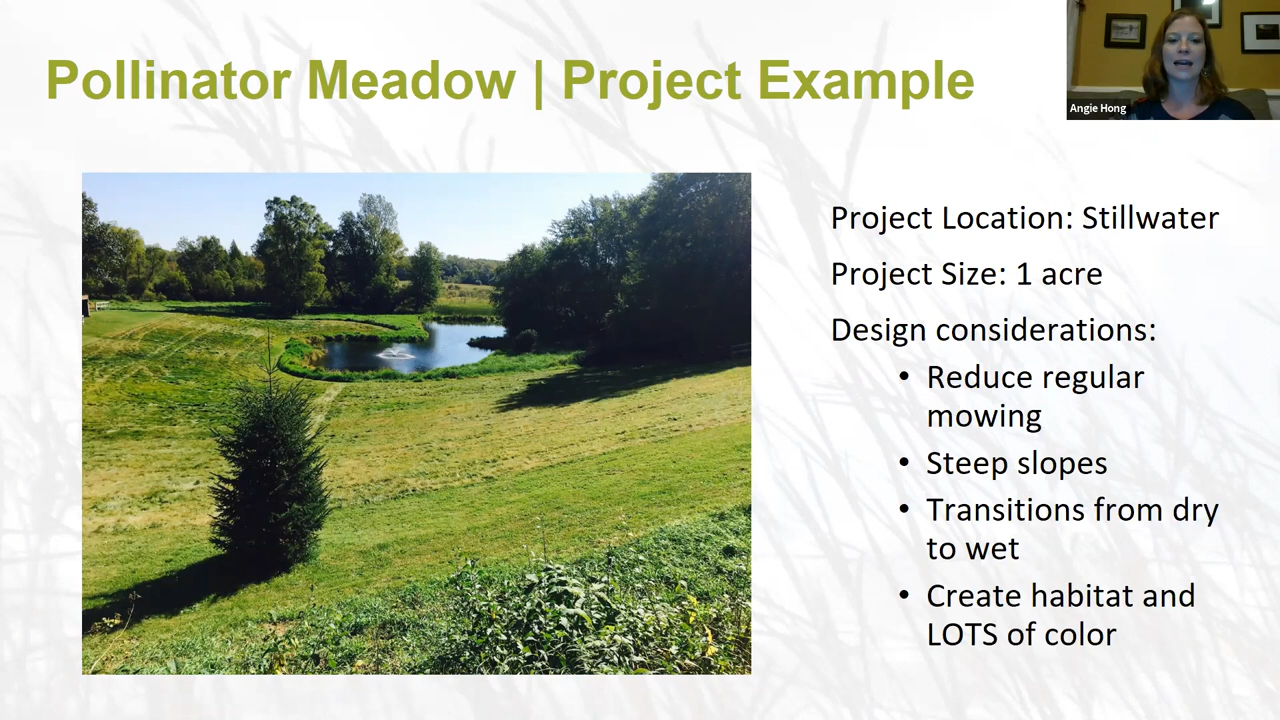 Pollinator Meadow | Project Example
Angie Hong
Project Location: Stillwater
Project Size: 1 acre
Design considerations:
• Reduce regular
mowing
• Steep slopes
• Transitions from dry
to wet
• Create habitat and
LOTS of color